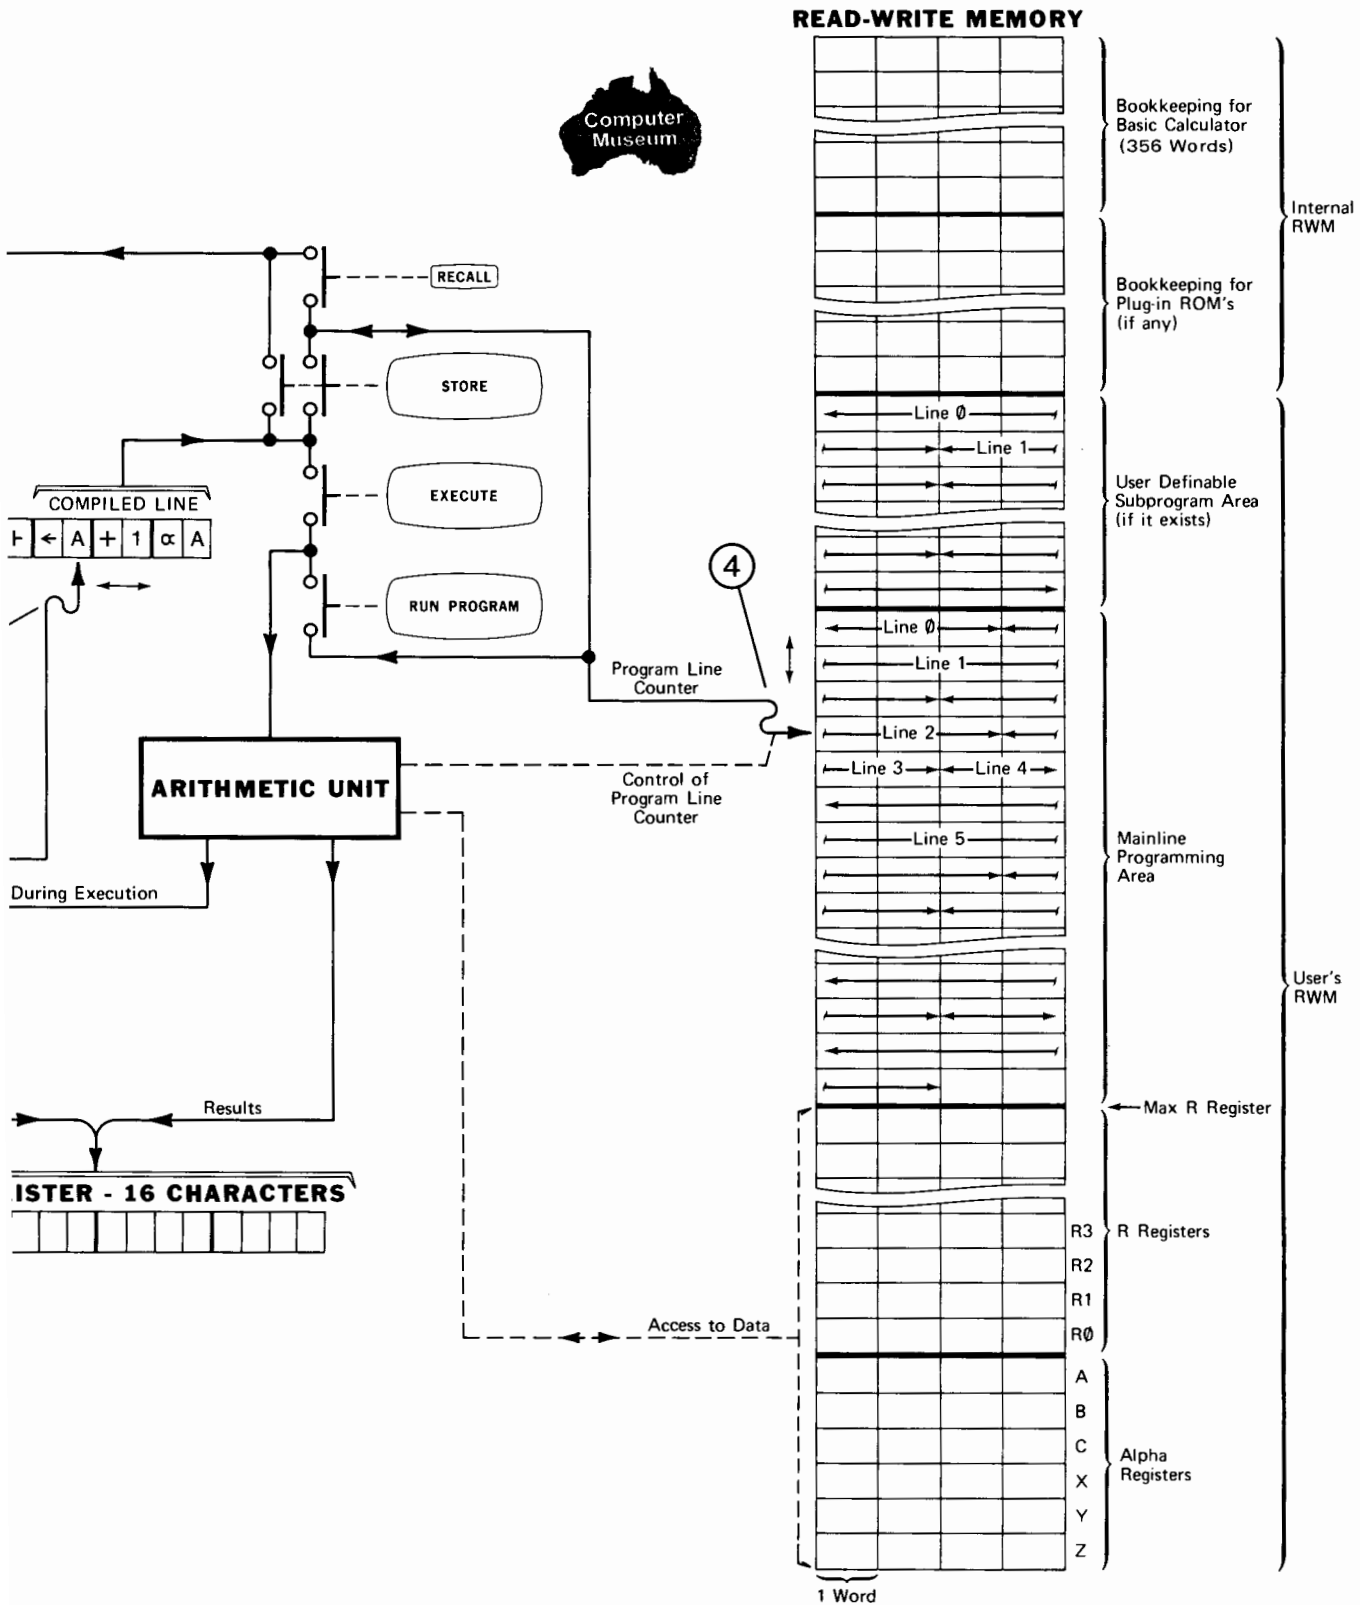 READ-WRITE MEMORY
Computer
Museum
Bookkeeping for
Basic Calculator
(356 Words)
Internal
RWM
RECALL
Bookkeeping for
Plug-in ROM's
(if any)
STORE
Line Ø
Line 1
EXECUTE
User Definable
Subprogram Area
(if it exists)
COMPILED LINE
⊢ ← A + 1 ∝ A
4
RUN PROGRAM
Line Ø
Line 1
Program Line
Counter
Line 2
Line 3
Line 4
ARITHMETIC UNIT
Control of
Program Line
Counter
Line 5
Mainline
Programming
Area
During Execution
User's
RWM
Results
Max R Register
ISTER - 16 CHARACTERS
R3
R Registers
R2
R1
Access to Data
RØ
A
B
C
Alpha
Registers
X
Y
Z
1 Word